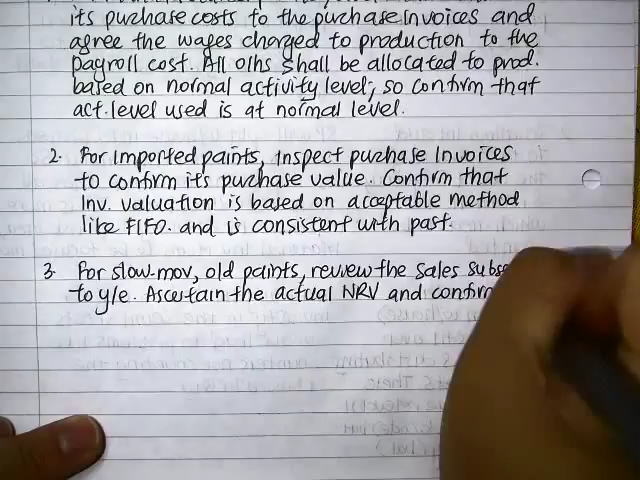 its purchase costs to the purchase invoices and
agree the wages charged to production to the
payroll cost. All o/hs shall be allocated to prod.
based on normal activity level; so confirm that
act. level used is at normal level.
2. For imported paints, inspect purchase invoices
to confirm it's purchase value. Confirm that
inv. valuation is based on acceptable method
like FIFO. and is consistent with past.
3. For slow-mov, old paints, review the sales subs
to y/e. Ascertain the actual NRV and confirm